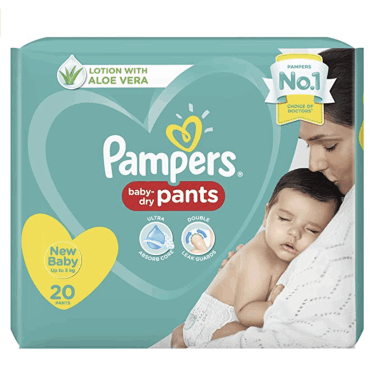 LOTION WITH
ALOE VERA
PAMPERS
No.1
CHOICE OF
DOCTORS*
Pampers®
baby-
dry
pants
ULTRA
ABSORB CORE
DOUBLE
LEAK GUARDS
New
Baby
Up to 5 kg
20
PANTS